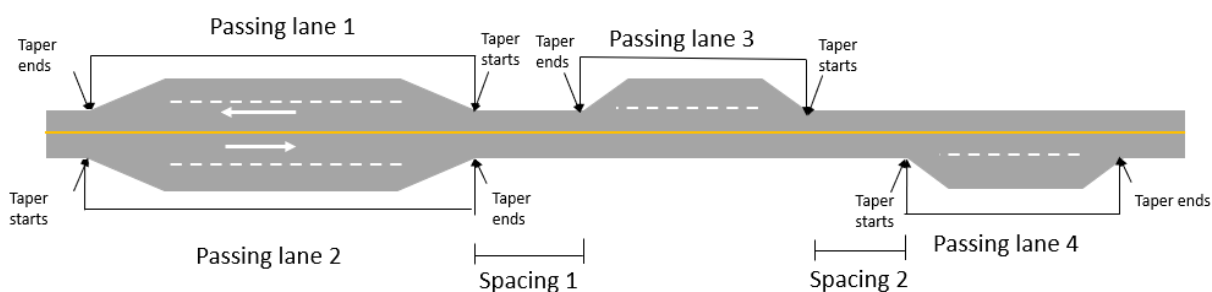 Passing lane 1
Taper
ends
Taper
starts
Taper
ends
Passing lane 3
Taper
starts
Taper
starts
Taper
ends
Taper
starts
Taper ends
Passing lane 2
Spacing 1
Spacing 2
Passing lane 4